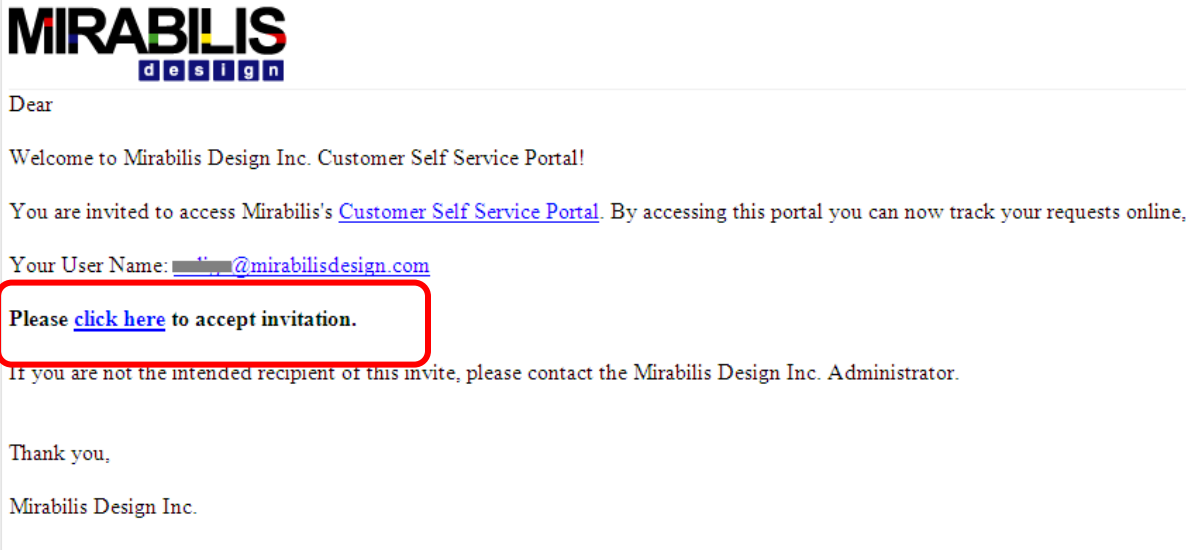 MIRABILIS
design
Dear
Welcome to Mirabilis Design Inc. Customer Self Service Portal!
You are invited to access Mirabilis's Customer Self Service Portal. By accessing this portal you can now track your requests online,
Your User Name: @mirabilisdesign.com
Please click here to accept invitation.
If you are not the intended recipient of this invite, please contact the Mirabilis Design Inc. Administrator.
Thank you,
Mirabilis Design Inc.